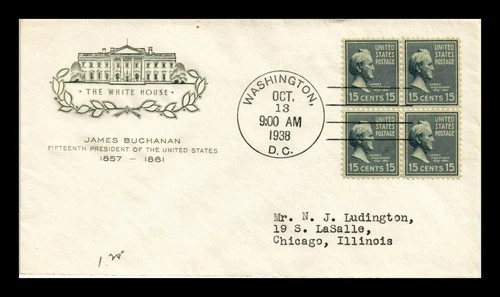 · THE WHITE HOUSE ·
JAMES BUCHANAN
FIFTEENTH PRESIDENT OF THE UNITED STATES
1857 – 1861
WASHINGTON,
OCT.
13
9:00 AM
1938
D. C.
UNITED STATES POSTAGE
15 CENTS 15
UNITED STATES POSTAGE
15 CENTS 15
UNITED STATES POSTAGE
15 CENTS 15
UNITED STATES POSTAGE
15 CENTS 15
Mr. N. J. Ludington,
19 S. LaSalle,
Chicago, Illinois